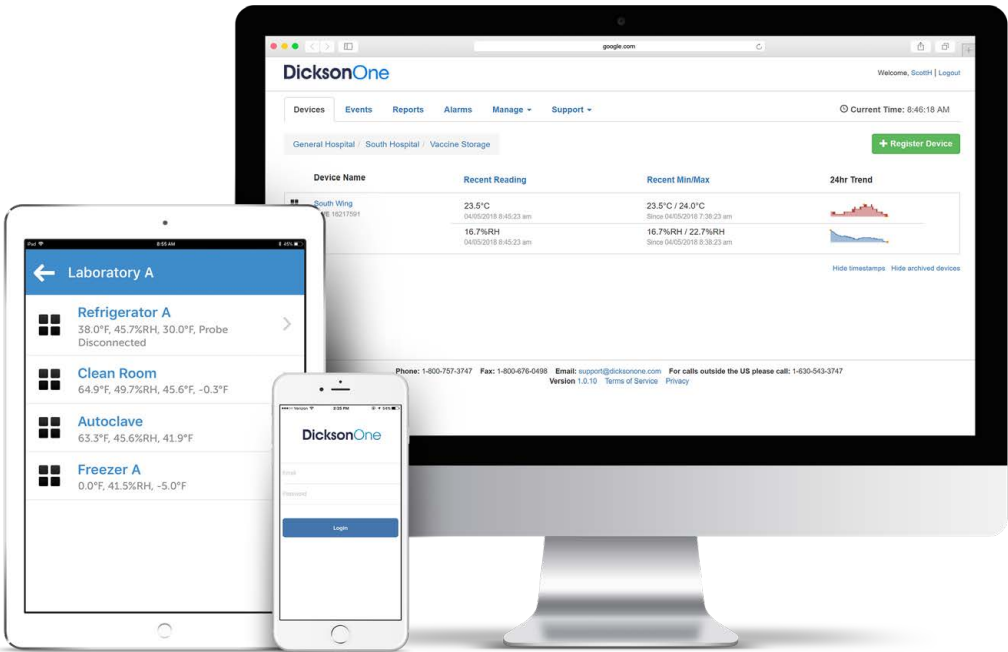 google.com
DicksonOne
Welcome, ScottH | Logout
Devices Events Reports Alarms Manage Support
Current Time: 8:46:18 AM
General Hospital / South Hospital / Vaccine Storage
+ Register Device
Device Name Recent Reading Recent Min/Max 24hr Trend
South Wing 23.5°C 23.5°C / 24.0°C
16217591 04/05/2018 8:45:23 am Since 04/05/2018 7:38:23 am
16.7%RH 16.7%RH / 22.7%RH
04/05/2018 8:45:23 am Since 04/05/2018 8:38:23 am
Hide timestamps Hide archived devices
Phone: 1-800-757-3747 Fax: 1-800-676-0498 Email: support@dicksonone.com For calls outside the US please call: 1-630-543-3747
Version 1.0.10 Terms of Service Privacy
iPad 8:55 AM 45%
Laboratory A
Refrigerator A
38.0°F, 45.7%RH, 30.0°F, Probe
Disconnected
Clean Room
64.9°F, 49.7%RH, 45.6°F, -0.3°F
Autoclave
63.3°F, 45.6%RH, 41.9°F
Freezer A
0.0°F, 41.5%RH, -5.0°F
Verizon 3:35 PM
DicksonOne
Email
Password
Login